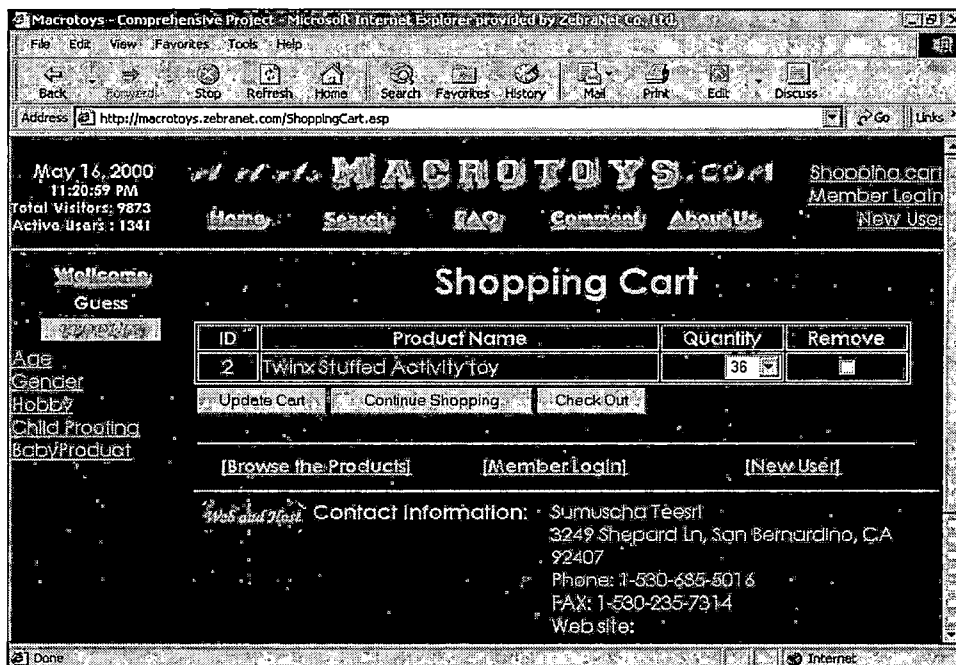 Macrotoys - Comprehensive Project - Microsoft Internet Explorer provided by ZebraNet Co., Ltd.
File Edit View Favorites Tools Help
Back Forward Stop Refresh Home Search Favorites History Mail Print Edit Discuss
Address http://macrotoys.zebranet.com/ShoppingCart.asp Go Links
May 16, 2000
11:20:59 PM
Total Visitors: 9873
Active Users : 1341
MACROTOYS.com
Shopping cart
Member Login
New User
Home Search FAQ Comment About Us
Wellcome
Guess
Age
Gender
Hobby
Child Proofing
BabyProduct
Shopping Cart
ID Product Name Quantity Remove
2 Twinx Stuffed Activity toy 36
Update Cart Continue Shopping Check Out
[Browse the Products] [Member Login] [New User]
Web and Host Contact Information: Sumuscha Teesri
3249 Shepard Ln, San Bernardino, CA
92407
Phone: 1-530-685-5016
FAX: 1-530-235-7314
Web site:
Done Internet